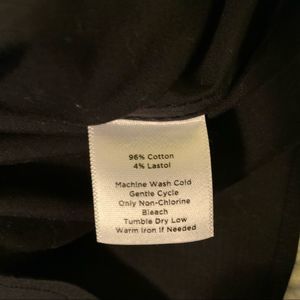 96% Cotton
4% Lastol
Machine Wash Cold
Gentle Cycle
Only Non-Chlorine
Bleach
Tumble Dry Low
Warm Iron If Needed